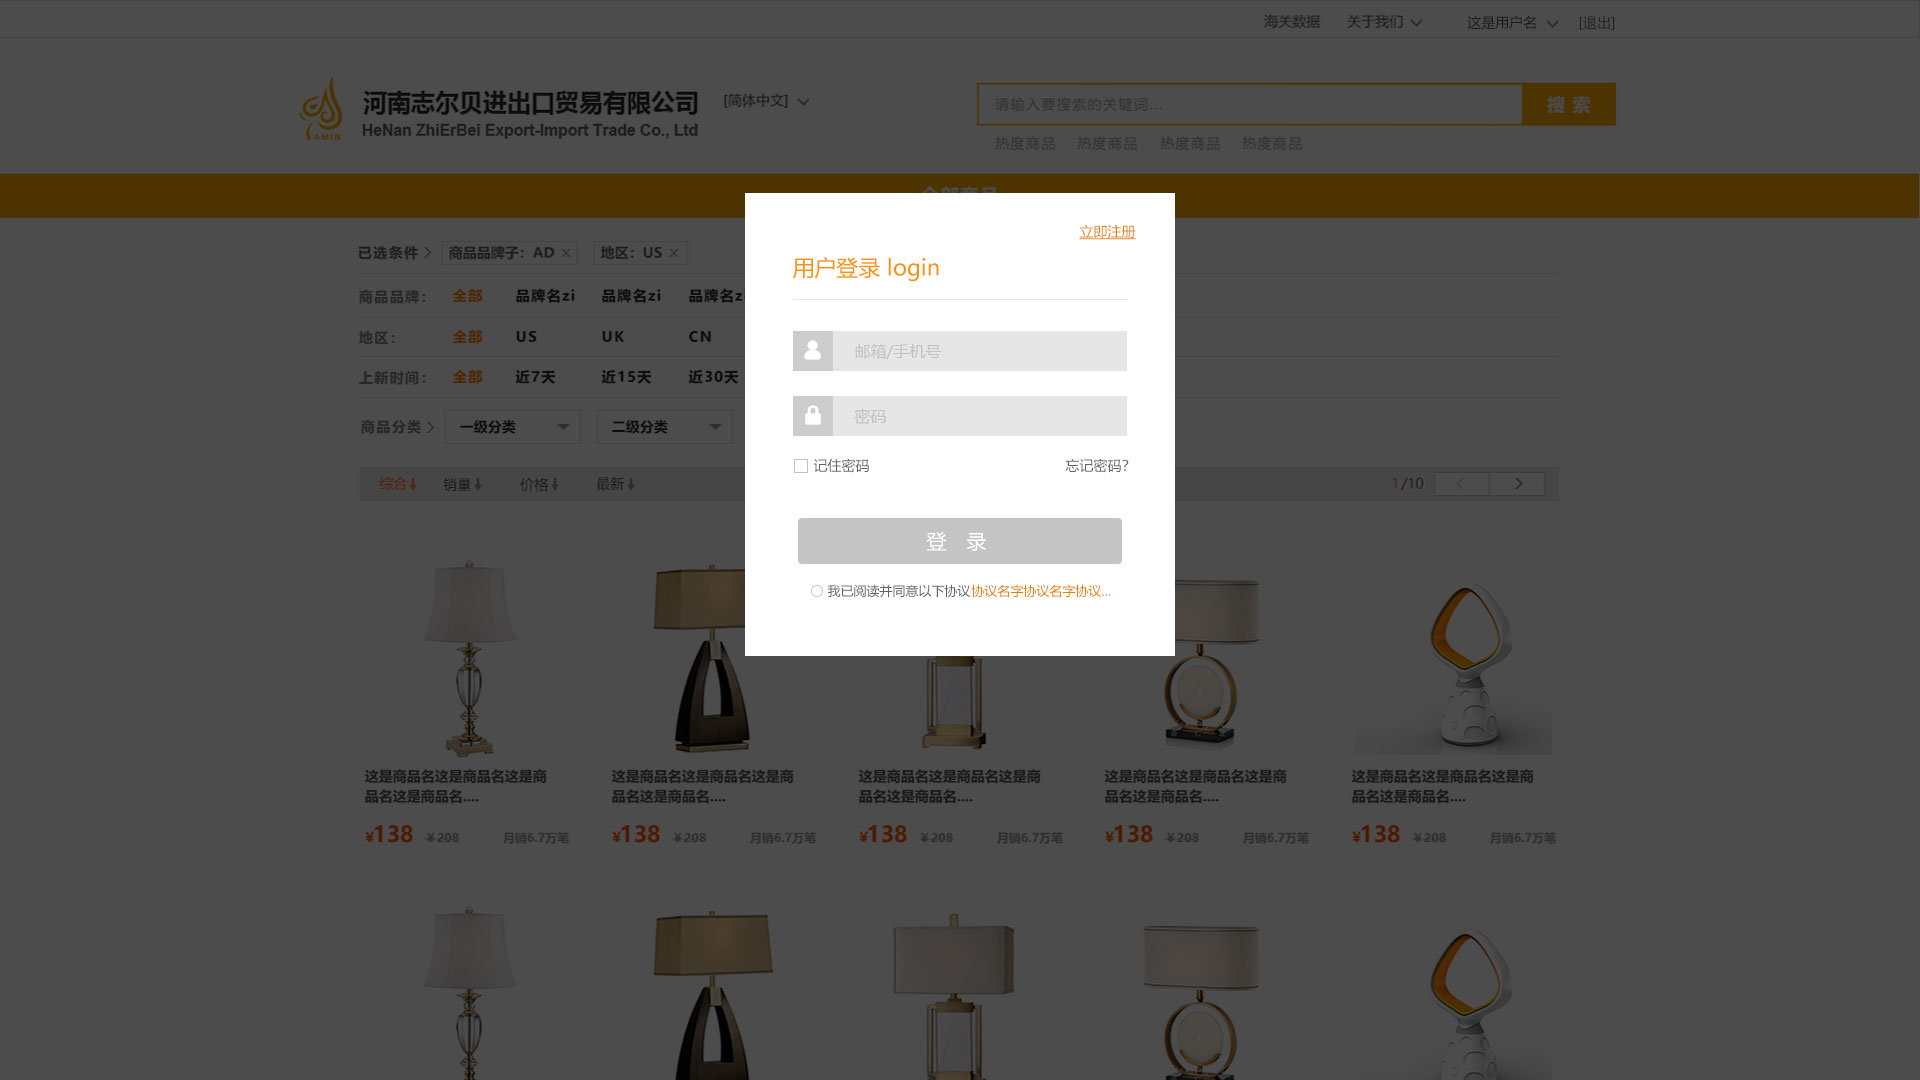 海关数据 关于我们 这是用户名 [退出]
河南志尔贝进出口贸易有限公司 [简体中文]
HeNan ZhiErBei Export-Import Trade Co., Ltd
AMIN
请输入要搜索的关键词... 搜 索
热度商品 热度商品 热度商品 热度商品
全部商品
立即注册
用户登录 login
邮箱/手机号
密码
记住密码 忘记密码?
登 录
我已阅读并同意以下协议协议名字协议名字协议...
已选条件 商品品牌子: AD 地区: US
商品品牌: 全部 品牌名zi 品牌名zi 品牌名zi
地区: 全部 US UK CN
上新时间: 全部 近7天 近15天 近30天
商品分类 一级分类 二级分类
综合 销量 价格 最新 1/10
这是商品名这是商品名这是商 这是商品名这是商品名这是商 这是商品名这是商品名这是商 这是商品名这是商品名这是商 这是商品名这是商品名这是商
品名这是商品名.... 品名这是商品名.... 品名这是商品名.... 品名这是商品名.... 品名这是商品名....
¥138 ¥208 月销6.7万笔 ¥138 ¥208 月销6.7万笔 ¥138 ¥208 月销6.7万笔 ¥138 ¥208 月销6.7万笔 ¥138 ¥208 月销6.7万笔